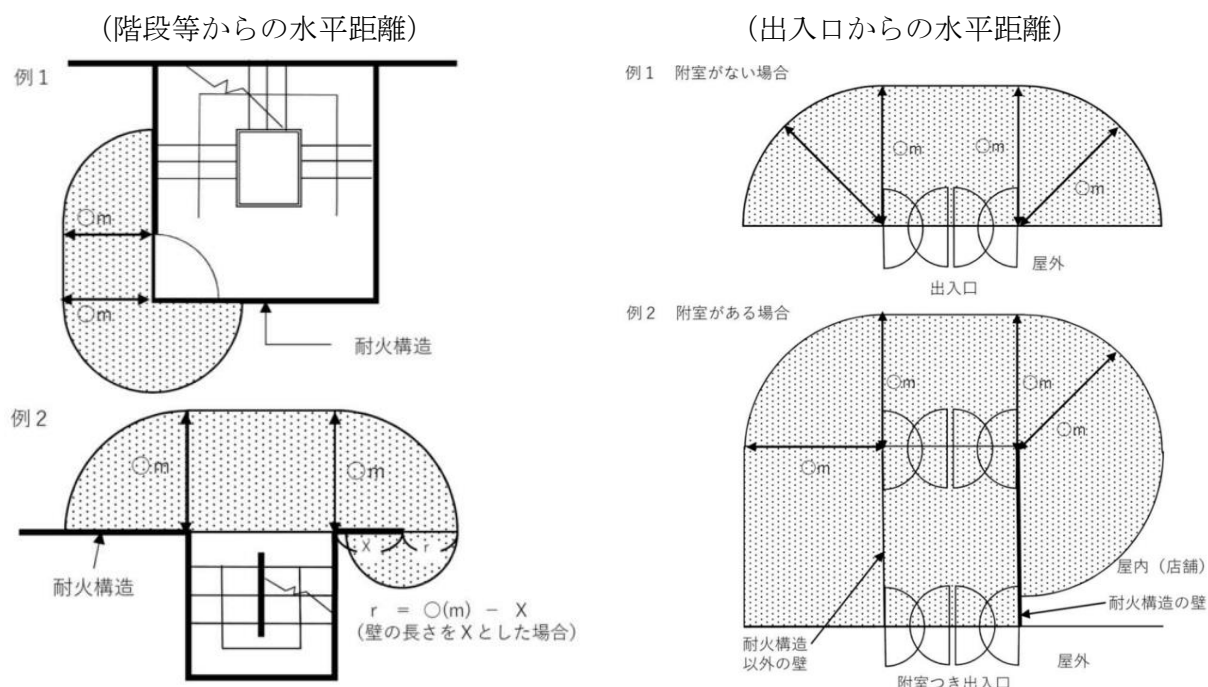 （階段等からの水平距離）
例１
○m
○m
耐火構造
例２
○m
○m
X
r
耐火構造
r ＝ ○(m) － X
(壁の長さをXとした場合)
（出入口からの水平距離）
例１ 附室がない場合
○m
○m
○m
屋外
出入口
例２ 附室がある場合
○m
○m
○m
○m
屋内（店舗）
耐火構造の壁
耐火構造
以外の壁
屋外
附室つき出入口